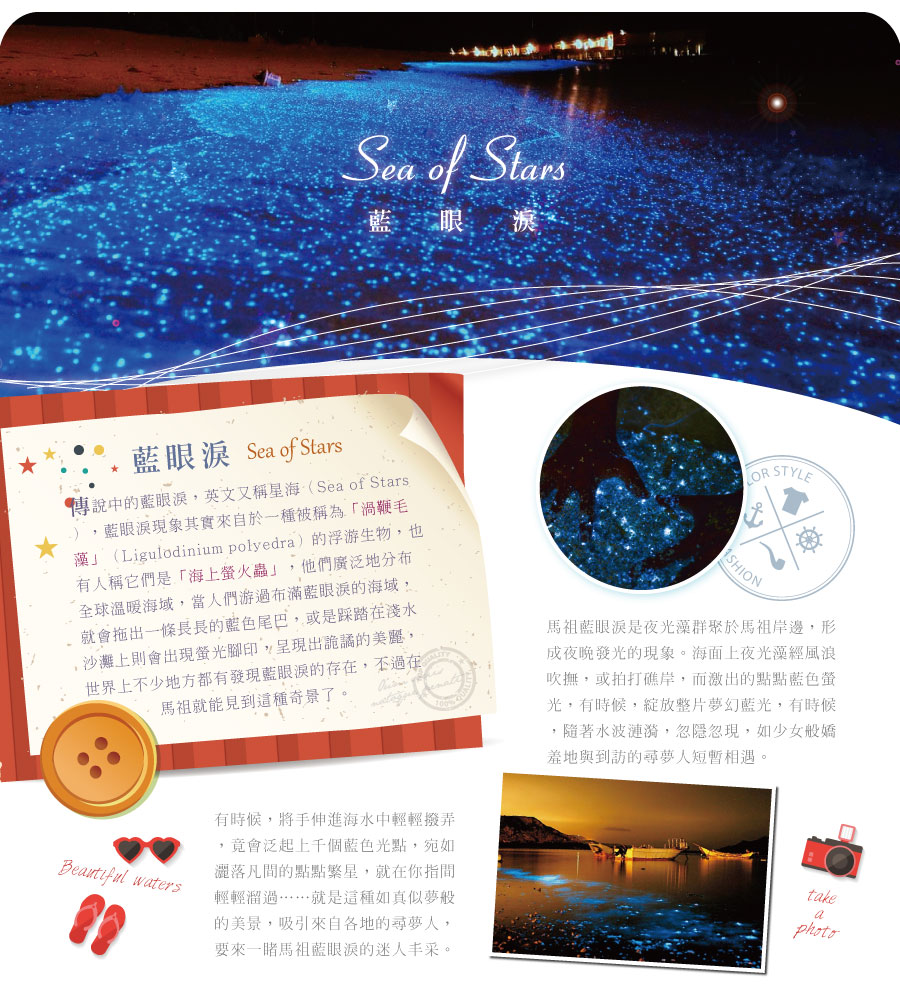 Sea of Stars
藍眼淚
藍眼淚 Sea of Stars
傳說中的藍眼淚，英文又稱星海（Sea of Stars
），藍眼淚現象其實來自於一種被稱為「渦鞭毛
藻」（Ligulodinium polyedra）的浮游生物，也
有人稱它們是「海上螢火蟲」，他們廣泛地分布
全球溫暖海域，當人們游過布滿藍眼淚的海域，
就會拖出一條長長的藍色尾巴，或是踩踏在淺水
沙灘上則會出現螢光腳印，呈現出詭譎的美麗，
世界上不少地方都有發現藍眼淚的存在，不過在
馬祖就能見到這種奇景了。
OR STYLE
SHION
馬祖藍眼淚是夜光藻群聚於馬祖岸邊，形
成夜晚發光的現象。海面上夜光藻經風浪
吹撫，或拍打礁岸，而激出的點點藍色螢
光，有時候，綻放整片夢幻藍光，有時候
，隨著水波漣漪，忽隱忽現，如少女般嬌
羞地與到訪的尋夢人短暫相遇。
有時候，將手伸進海水中輕輕撥弄
，竟會泛起上千個藍色光點，宛如
灑落凡間的點點繁星，就在你指間
輕輕溜過⋯⋯就是這種如真似夢般
的美景，吸引來自各地的尋夢人，
要來一睹馬祖藍眼淚的迷人丰采。
Beautiful waters
take
a
photo